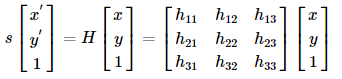 s [x′ y′ 1] = H [x y 1] = [h₁₁ h₁₂ h₁₃ h₂₁ h₂₂ h₂₃ h₃₁ h₃₂ h₃₃] [x y 1]